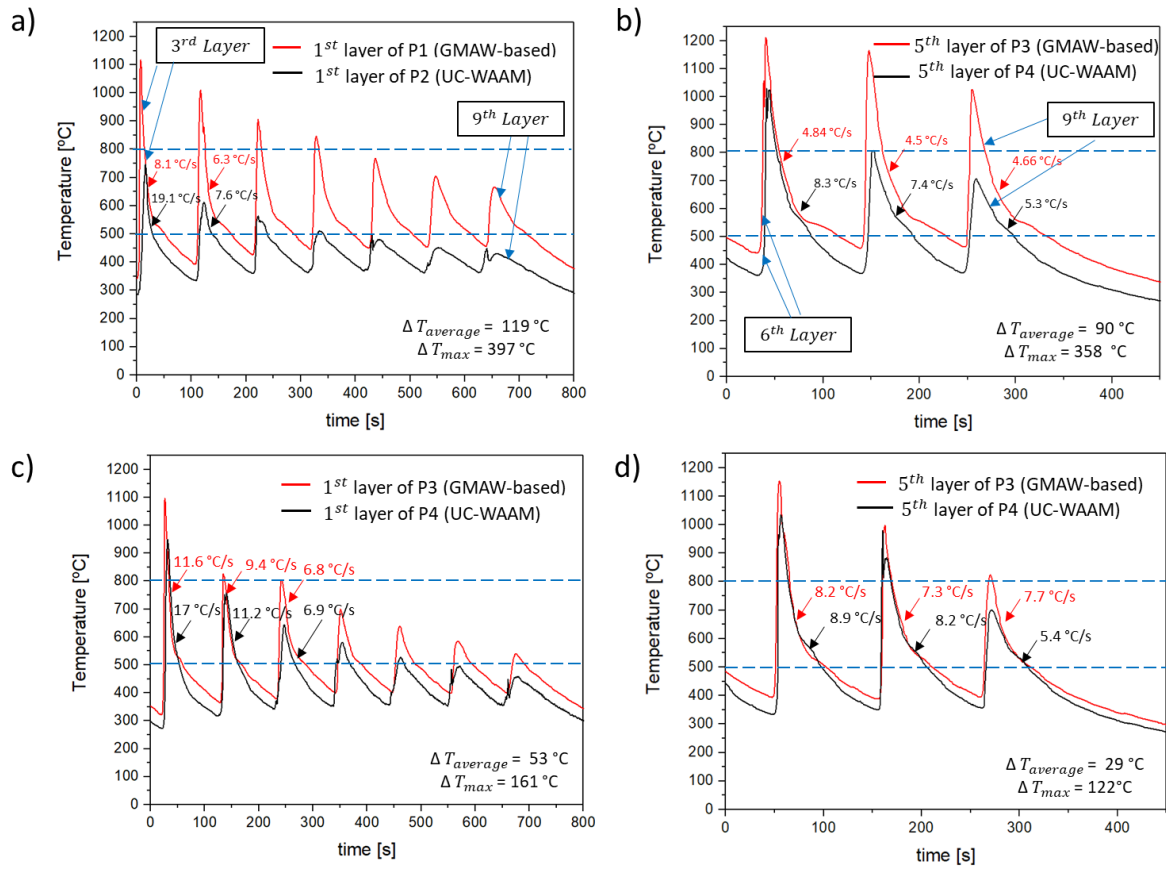 a)
3rd Layer
1st layer of P1 (GMAW-based)
1st layer of P2 (UC-WAAM)
9th Layer
8.1 °C/s
6.3 °C/s
19.1 °C/s
7.6 °C/s
Δ Taverage = 119 °C
Δ Tmax = 397 °C
Temperature [ºC]
1200
1100
1000
900
800
700
600
500
400
300
200
100
0
0 100 200 300 400 500 600 700 800
time [s]
b)
5th layer of P3 (GMAW-based)
5th layer of P4 (UC-WAAM)
9th Layer
4.84 °C/s
4.5 °C/s
4.66 °C/s
8.3 °C/s
7.4 °C/s
5.3 °C/s
6th Layer
Δ Taverage = 90 °C
Δ Tmax = 358 °C
Temperature [ºC]
1200
1100
1000
900
800
700
600
500
400
300
200
100
0
0 100 200 300 400
time [s]
c)
1st layer of P3 (GMAW-based)
1st layer of P4 (UC-WAAM)
11.6 °C/s
9.4 °C/s
6.8 °C/s
17 °C/s
11.2 °C/s
6.9 °C/s
Δ Taverage = 53 °C
Δ Tmax = 161 °C
Temperature [ºC]
1200
1100
1000
900
800
700
600
500
400
300
200
100
0
0 100 200 300 400 500 600 700 800
time [s]
d)
5th layer of P3 (GMAW-based)
5th layer of P4 (UC-WAAM)
8.2 °C/s
7.3 °C/s
7.7 °C/s
8.9 °C/s
8.2 °C/s
5.4 °C/s
Δ Taverage = 29 °C
Δ Tmax = 122°C
Temperature [ºC]
1200
1100
1000
900
800
700
600
500
400
300
200
100
0
0 100 200 300 400
time [s]